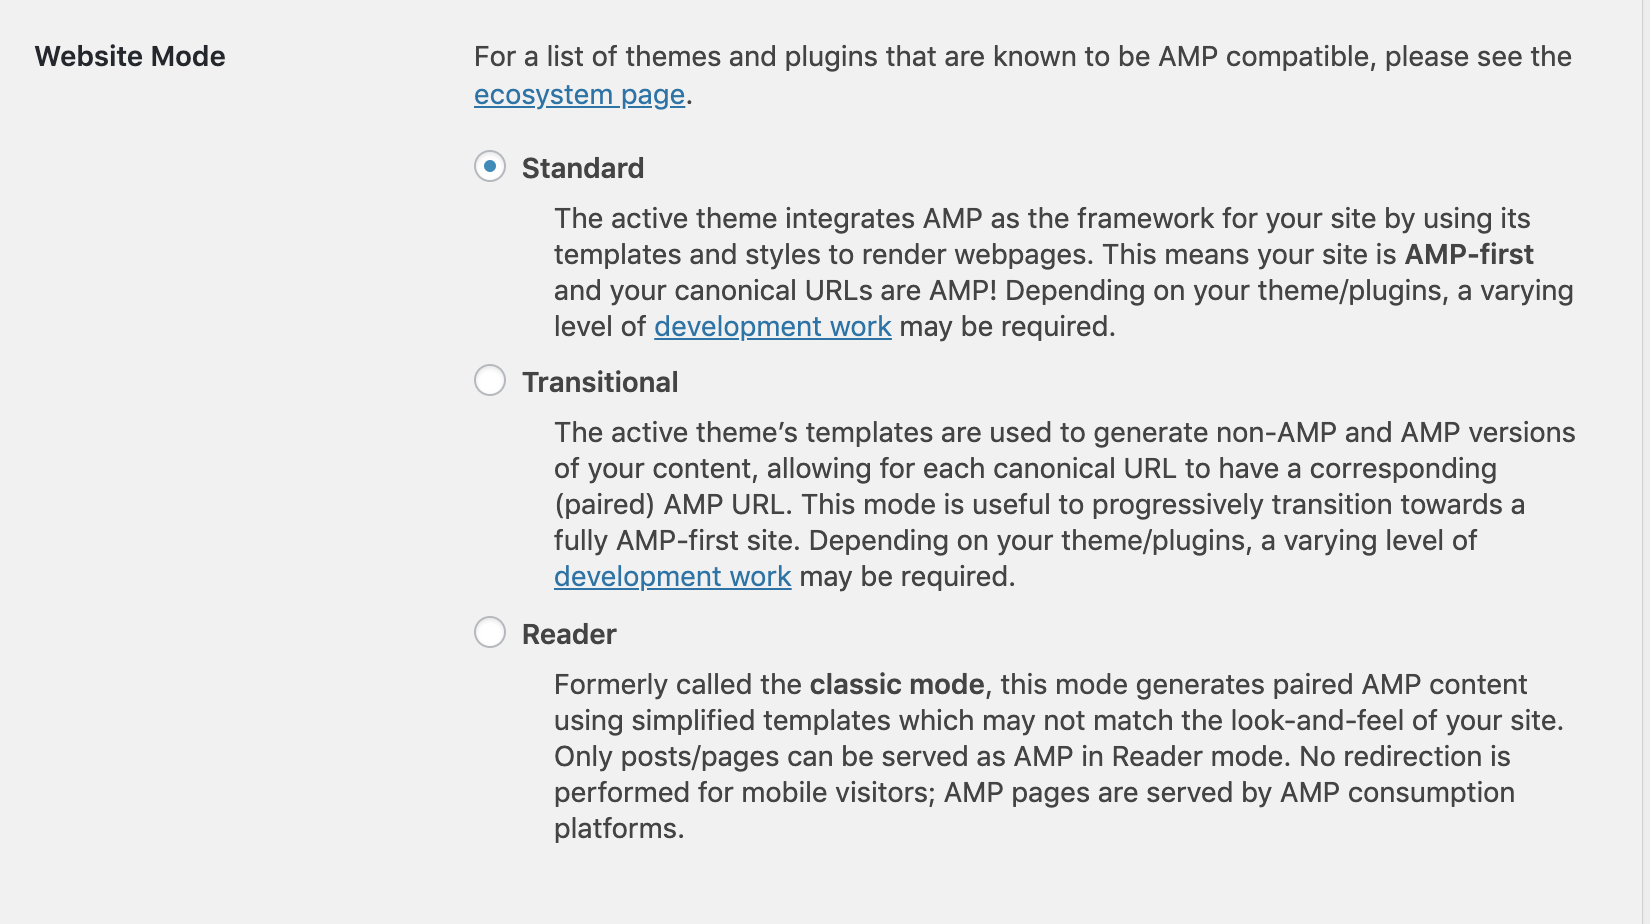 Website Mode
For a list of themes and plugins that are known to be AMP compatible, please see the
ecosystem page.
Standard
The active theme integrates AMP as the framework for your site by using its
templates and styles to render webpages. This means your site is AMP-first
and your canonical URLs are AMP! Depending on your theme/plugins, a varying
level of development work may be required.
Transitional
The active theme’s templates are used to generate non-AMP and AMP versions
of your content, allowing for each canonical URL to have a corresponding
(paired) AMP URL. This mode is useful to progressively transition towards a
fully AMP-first site. Depending on your theme/plugins, a varying level of
development work may be required.
Reader
Formerly called the classic mode, this mode generates paired AMP content
using simplified templates which may not match the look-and-feel of your site.
Only posts/pages can be served as AMP in Reader mode. No redirection is
performed for mobile visitors; AMP pages are served by AMP consumption
platforms.